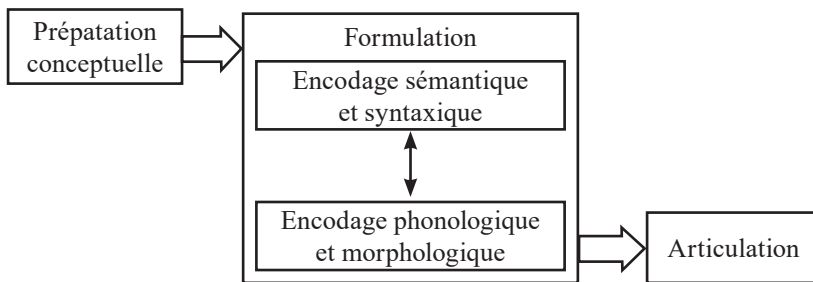 Prépatation
conceptuelle
Formulation
Encodage sémantique
et syntaxique
Encodage phonologique
et morphologique
Articulation